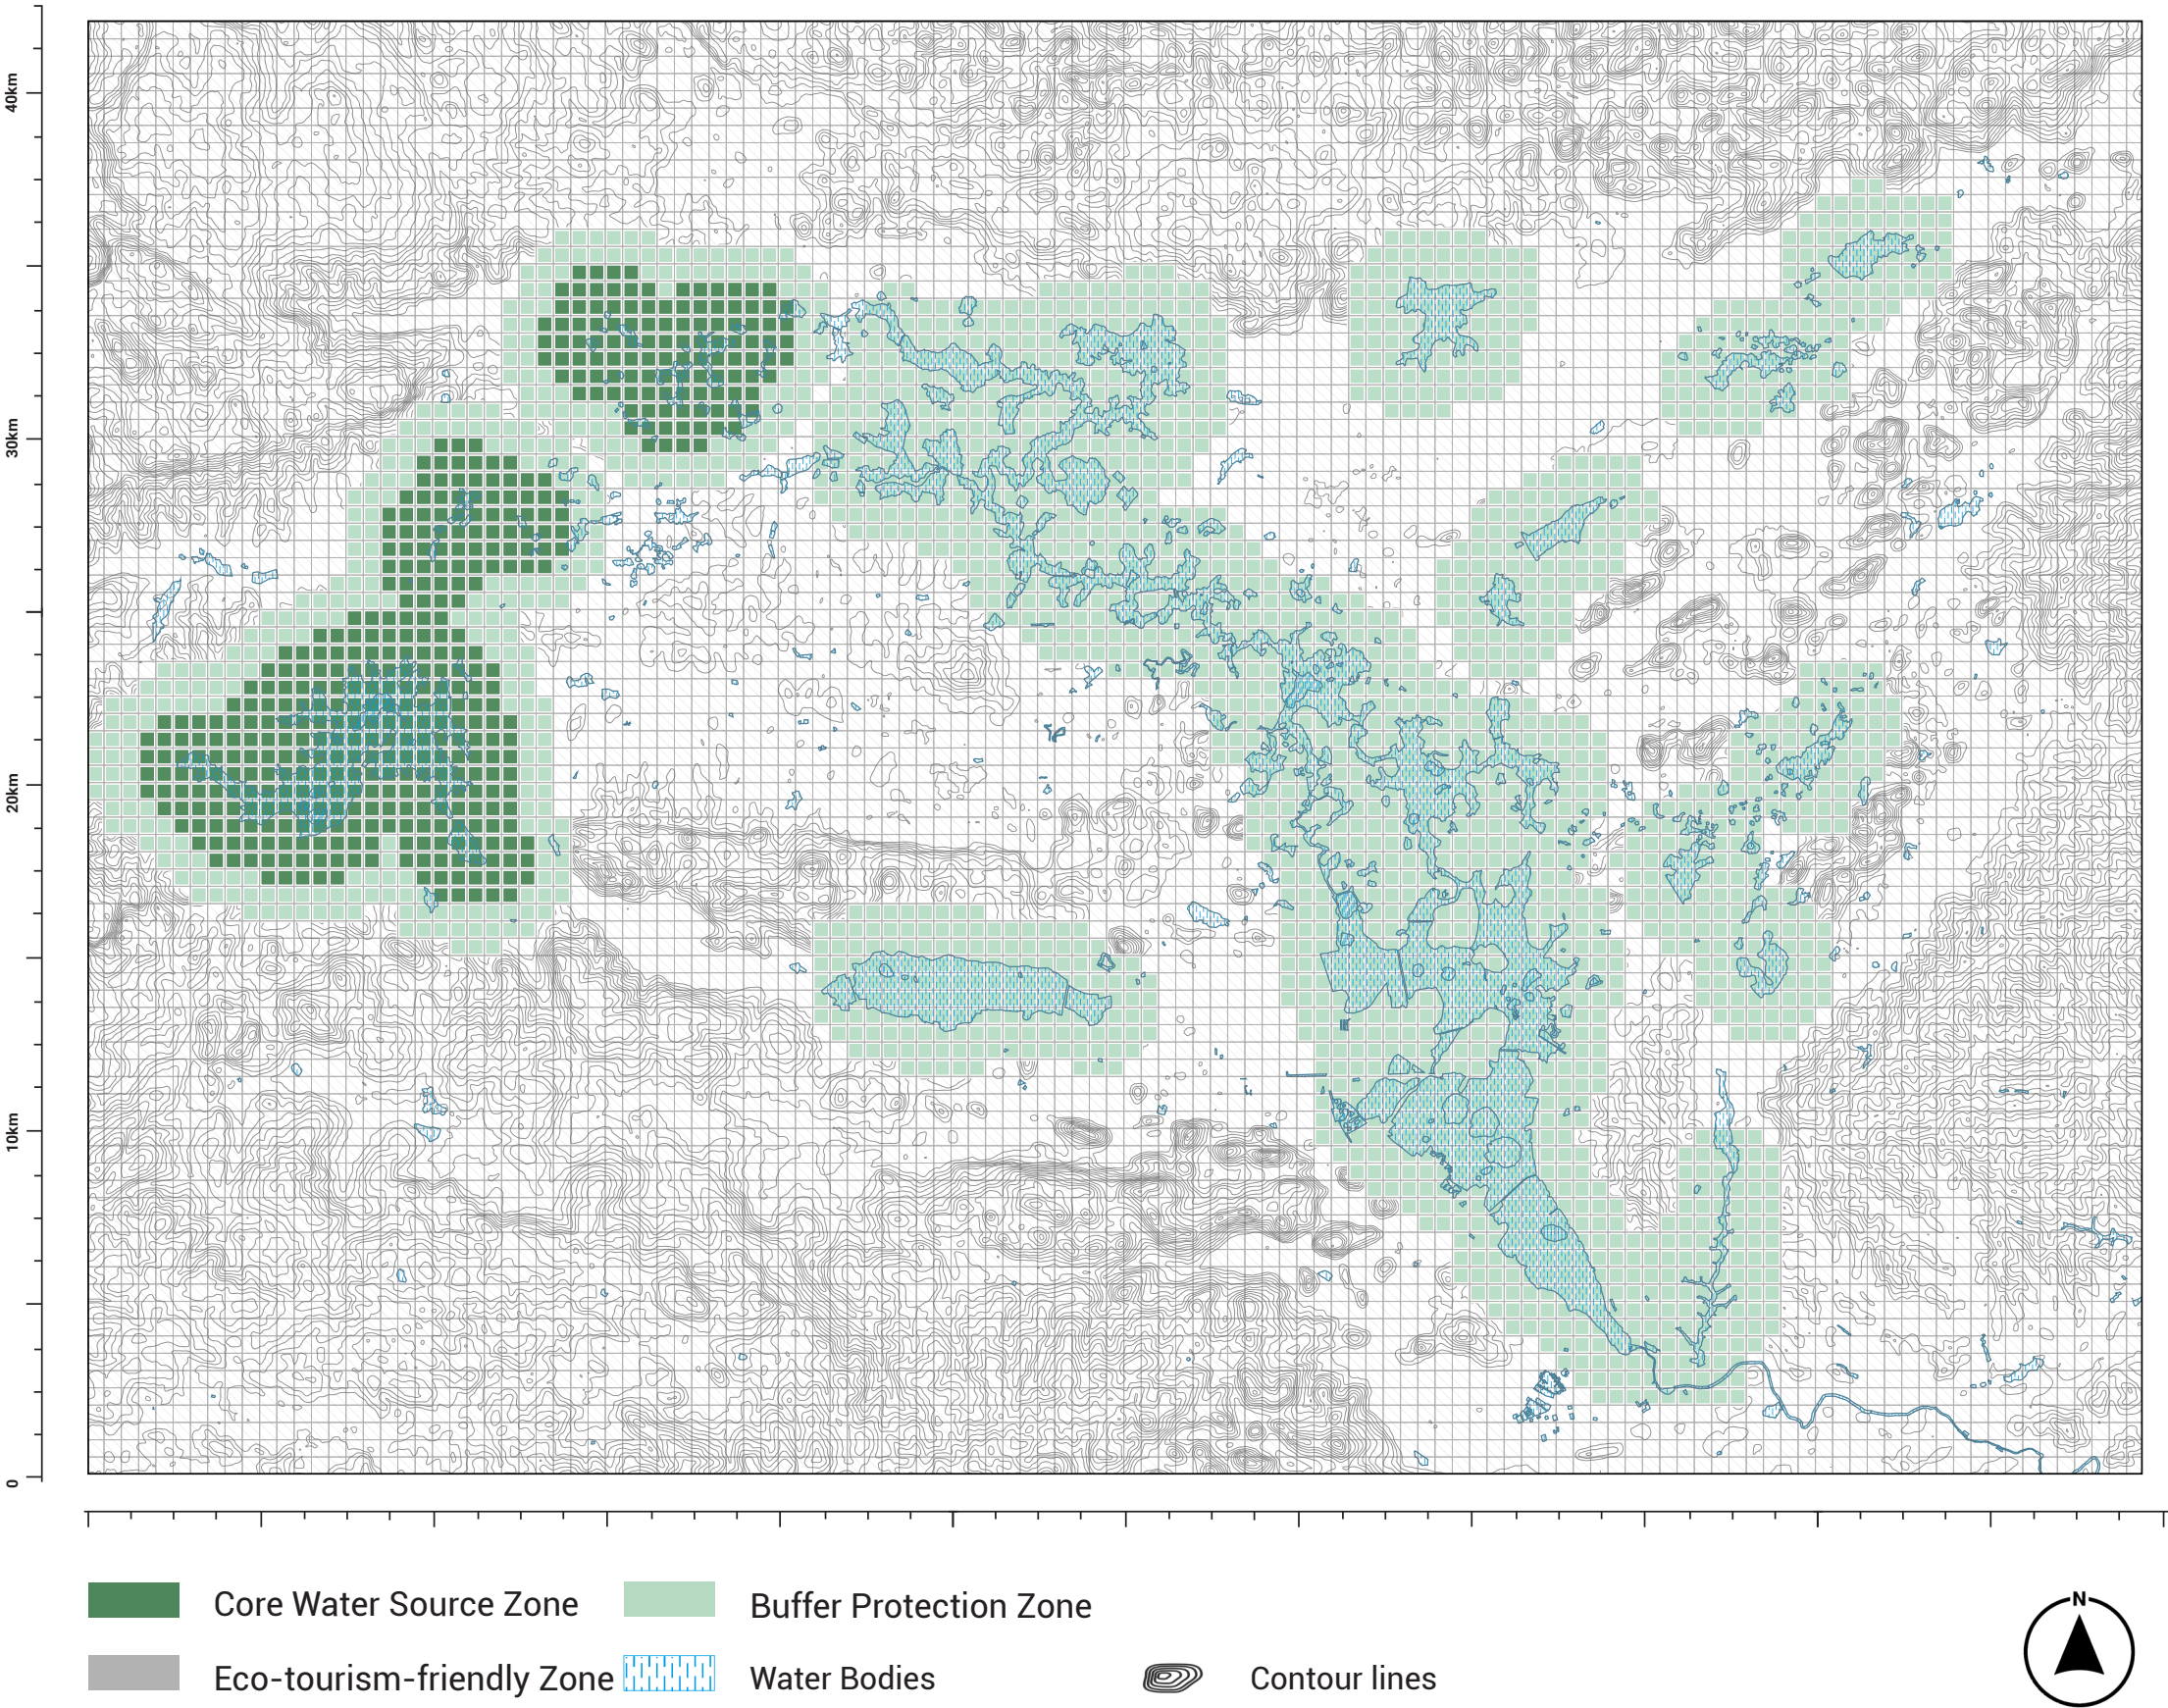 40km
30km
20km
10km
0
Core Water Source Zone
Buffer Protection Zone
Eco-tourism-friendly Zone
Water Bodies
Contour lines
N